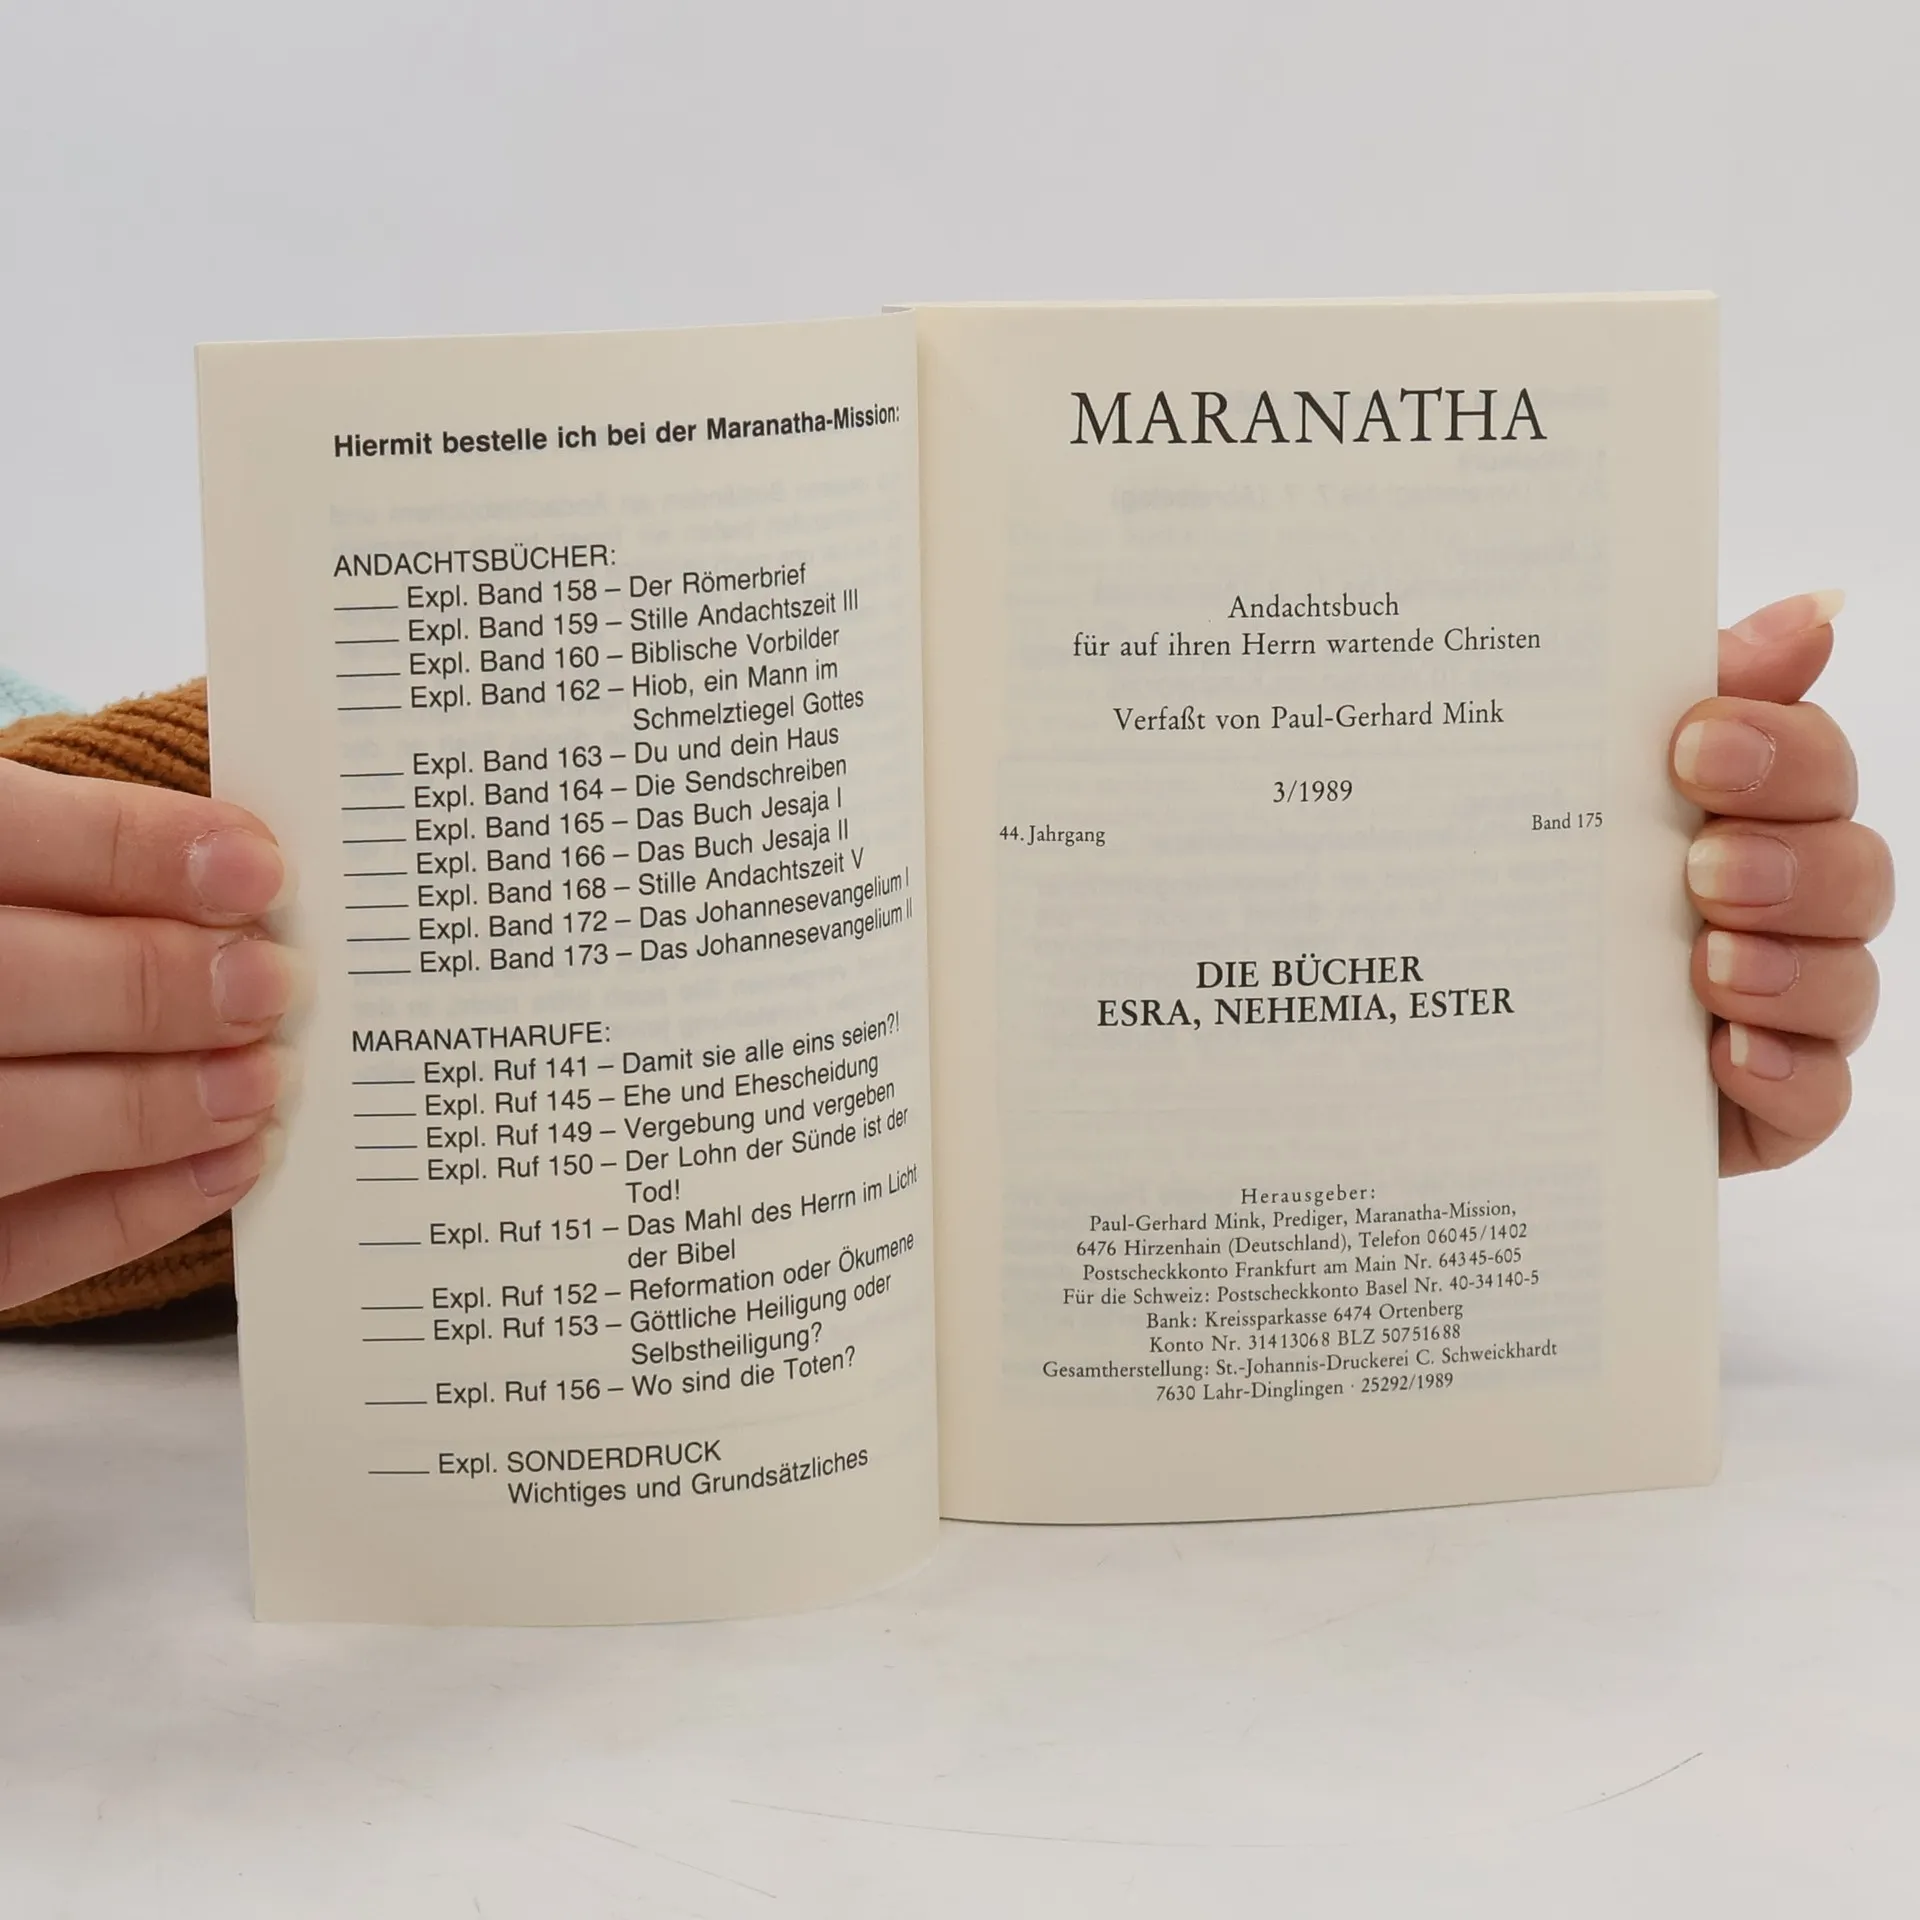 Hiermit bestelle ich bei der Maranatha-Mission:
ANDACHTSBÜCHER:
_____ Expl. Band 158 – Der Römerbrief
_____ Expl. Band 159 – Stille Andachtszeit III
_____ Expl. Band 160 – Biblische Vorbilder
_____ Expl. Band 162 – Hiob, ein Mann im
Schmelztiegel Gottes
_____ Expl. Band 163 – Du und dein Haus
_____ Expl. Band 164 – Die Sendschreiben
_____ Expl. Band 165 – Das Buch Jesaja I
_____ Expl. Band 166 – Das Buch Jesaja II
_____ Expl. Band 168 – Stille Andachtszeit V
_____ Expl. Band 172 – Das Johannesevangelium I
_____ Expl. Band 173 – Das Johannesevangelium II
MARANATHARUFE:
_____ Expl. Ruf 141 – Damit sie alle eins seien?!
_____ Expl. Ruf 145 – Ehe und Ehescheidung
_____ Expl. Ruf 149 – Vergebung und vergeben
_____ Expl. Ruf 150 – Der Lohn der Sünde ist der
Tod!
_____ Expl. Ruf 151 – Das Mahl des Herrn im Licht
der Bibel
_____ Expl. Ruf 152 – Reformation oder Ökumene
_____ Expl. Ruf 153 – Göttliche Heiligung oder
Selbstheiligung?
_____ Expl. Ruf 156 – Wo sind die Toten?
_____ Expl. SONDERDRUCK
Wichtiges und Grundsätzliches
MARANATHA
Andachtsbuch
für auf ihren Herrn wartende Christen
Verfaßt von Paul-Gerhard Mink
3/1989
44. Jahrgang Band 175
DIE BÜCHER
ESRA, NEHEMIA, ESTER
Herausgeber:
Paul-Gerhard Mink, Prediger, Maranatha-Mission,
6476 Hirzenhain (Deutschland), Telefon 06045/1402
Postscheckkonto Frankfurt am Main Nr. 64345-605
Für die Schweiz: Postscheckkonto Basel Nr. 40-34140-5
Bank: Kreissparkasse 6474 Ortenberg
Konto Nr. 31413068 BLZ 50751688
Gesamtherstellung: St.-Johannis-Druckerei C. Schweickhardt
7630 Lahr-Dinglingen · 25292/1989